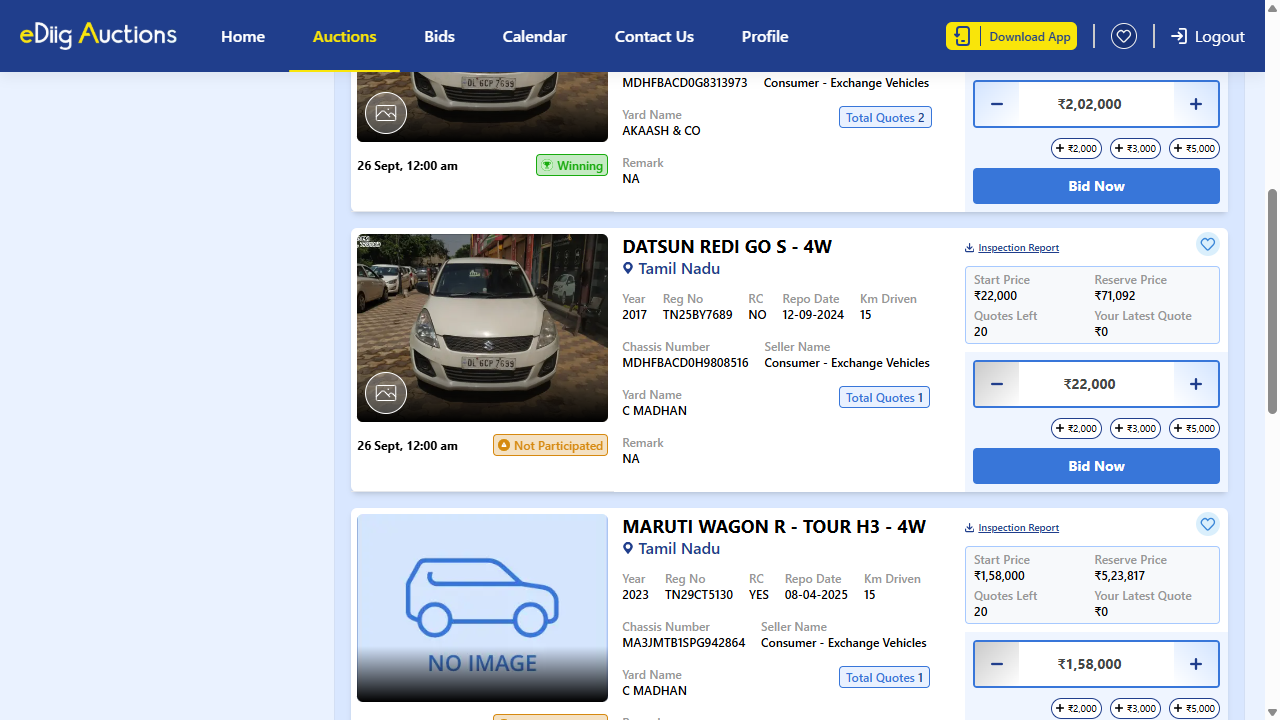 eDiig Auctions
Home
Auctions
Bids
Calendar
Contact Us
Profile
Download App
Logout
DL 6CP 7699
MDHFBACD0G8313973 Consumer - Exchange Vehicles
Yard Name
AKAASH & CO
Total Quotes 2
Remark
NA
26 Sept, 12:00 am
Winning
₹2,02,000
+ ₹2,000 + ₹3,000 + ₹5,000
Bid Now
DL 6CP 7699
26 Sept, 12:00 am
Not Participated
DATSUN REDI GO S - 4W
Tamil Nadu
Year Reg No RC Repo Date Km Driven
2017 TN25BY7689 NO 12-09-2024 15
Chassis Number Seller Name
MDHFBACD0H9808516 Consumer - Exchange Vehicles
Yard Name
C MADHAN
Total Quotes 1
Remark
NA
Inspection Report
Start Price Reserve Price
₹22,000 ₹71,092
Quotes Left Your Latest Quote
20 ₹0
₹22,000
+ ₹2,000 + ₹3,000 + ₹5,000
Bid Now
NO IMAGE
MARUTI WAGON R - TOUR H3 - 4W
Tamil Nadu
Year Reg No RC Repo Date Km Driven
2023 TN29CT5130 YES 08-04-2025 15
Chassis Number Seller Name
MA3JMTB1SPG942864 Consumer - Exchange Vehicles
Yard Name
C MADHAN
Total Quotes 1
Inspection Report
Start Price Reserve Price
₹1,58,000 ₹5,23,817
Quotes Left Your Latest Quote
20 ₹0
₹1,58,000
+ ₹2,000 + ₹3,000 + ₹5,000